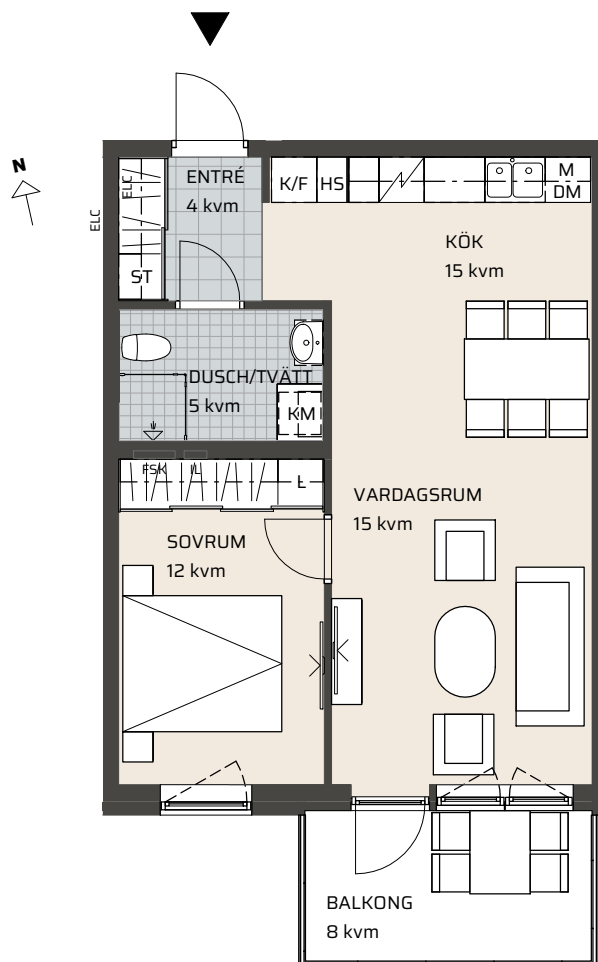 N
ELC
ELC
ENTRÉ
4 kvm
K/F
HS
M
DM
KÖK
15 kvm
ST
DUSCH/TVÄTT
5 kvm
KM
FSK
IL
L
VARDAGSRUM
15 kvm
SOVRUM
12 kvm
BALKONG
8 kvm